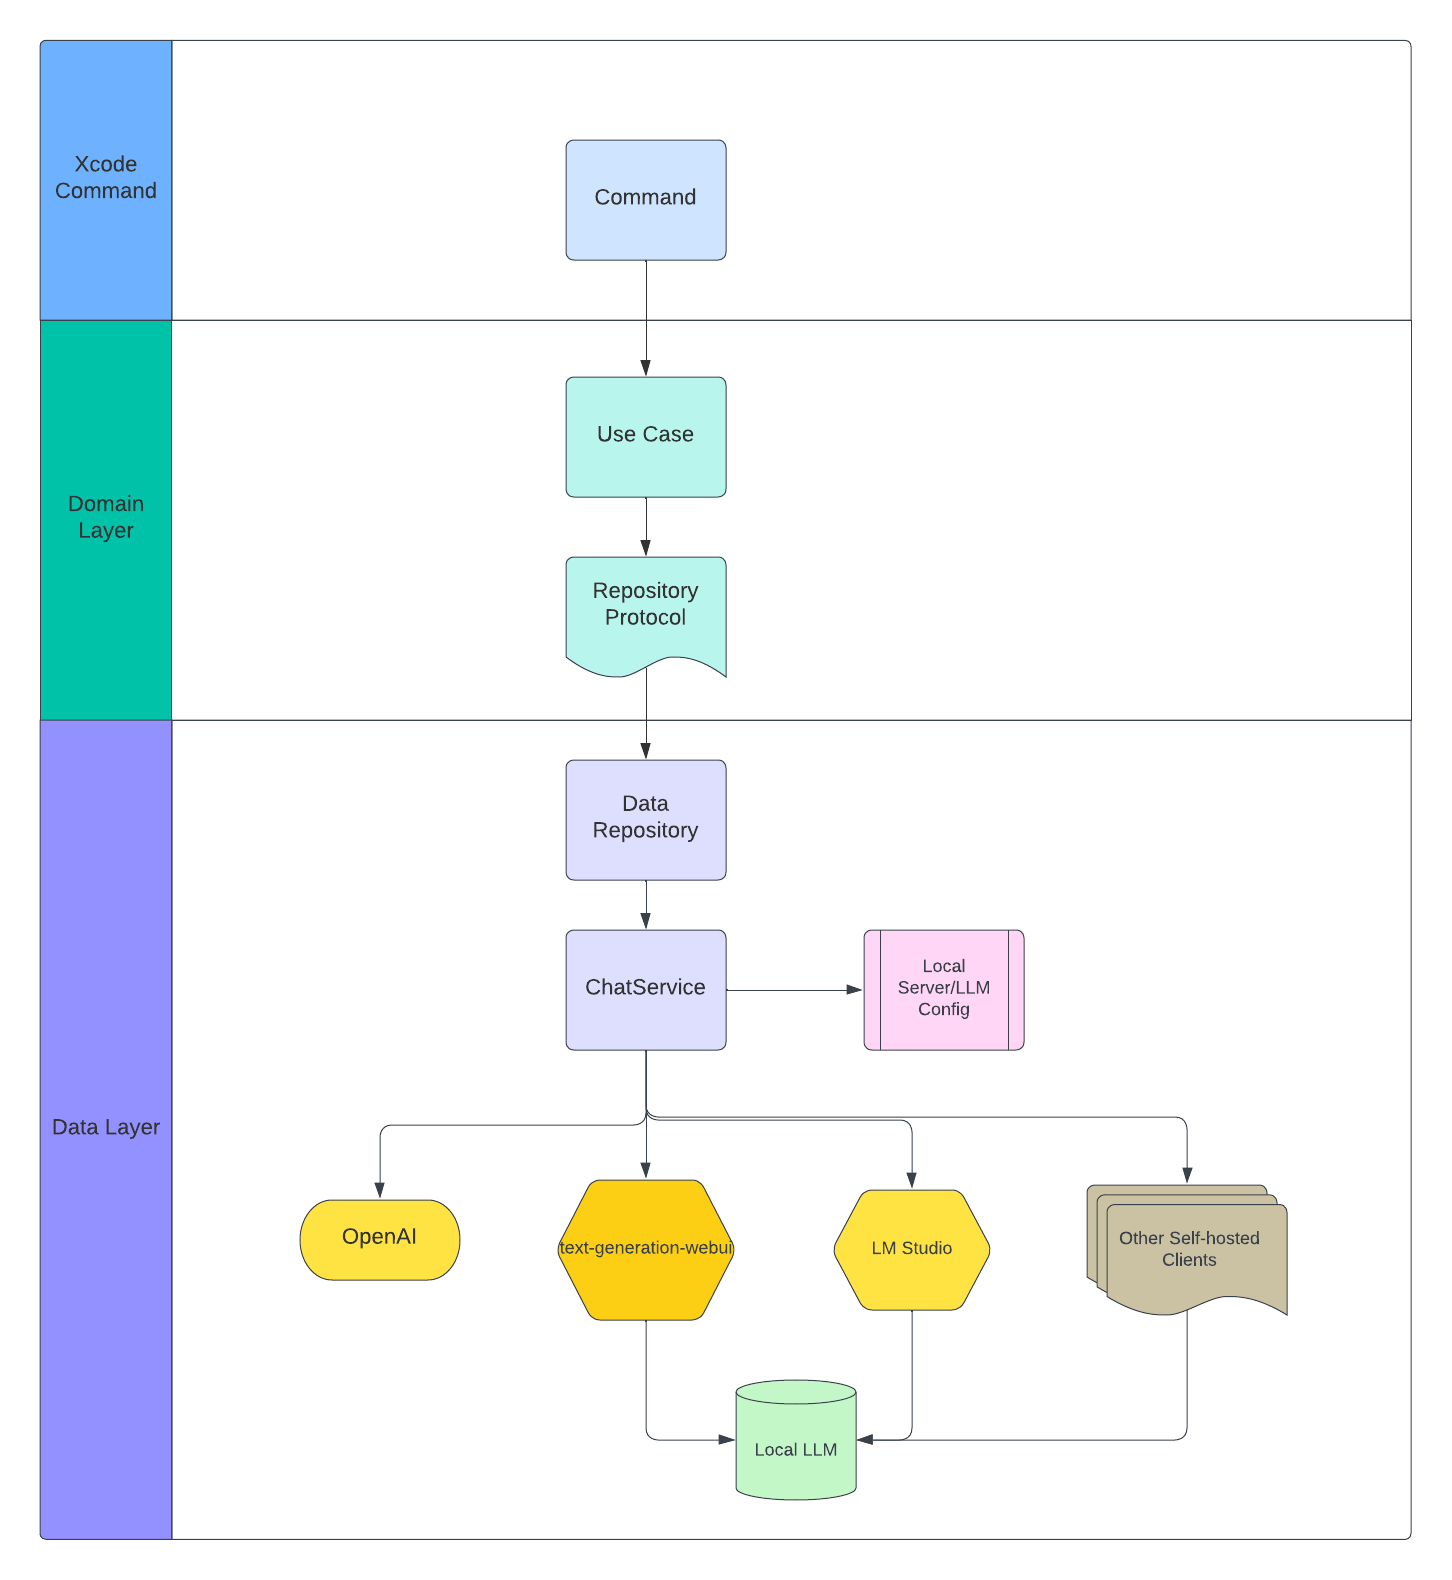 Xcode
Command
Command
Domain
Layer
Use Case
Repository
Protocol
Data Layer
Data
Repository
ChatService
Local
Server/LLM
Config
OpenAI
text-generation-webui
LM Studio
Other Self-hosted
Clients
Local LLM